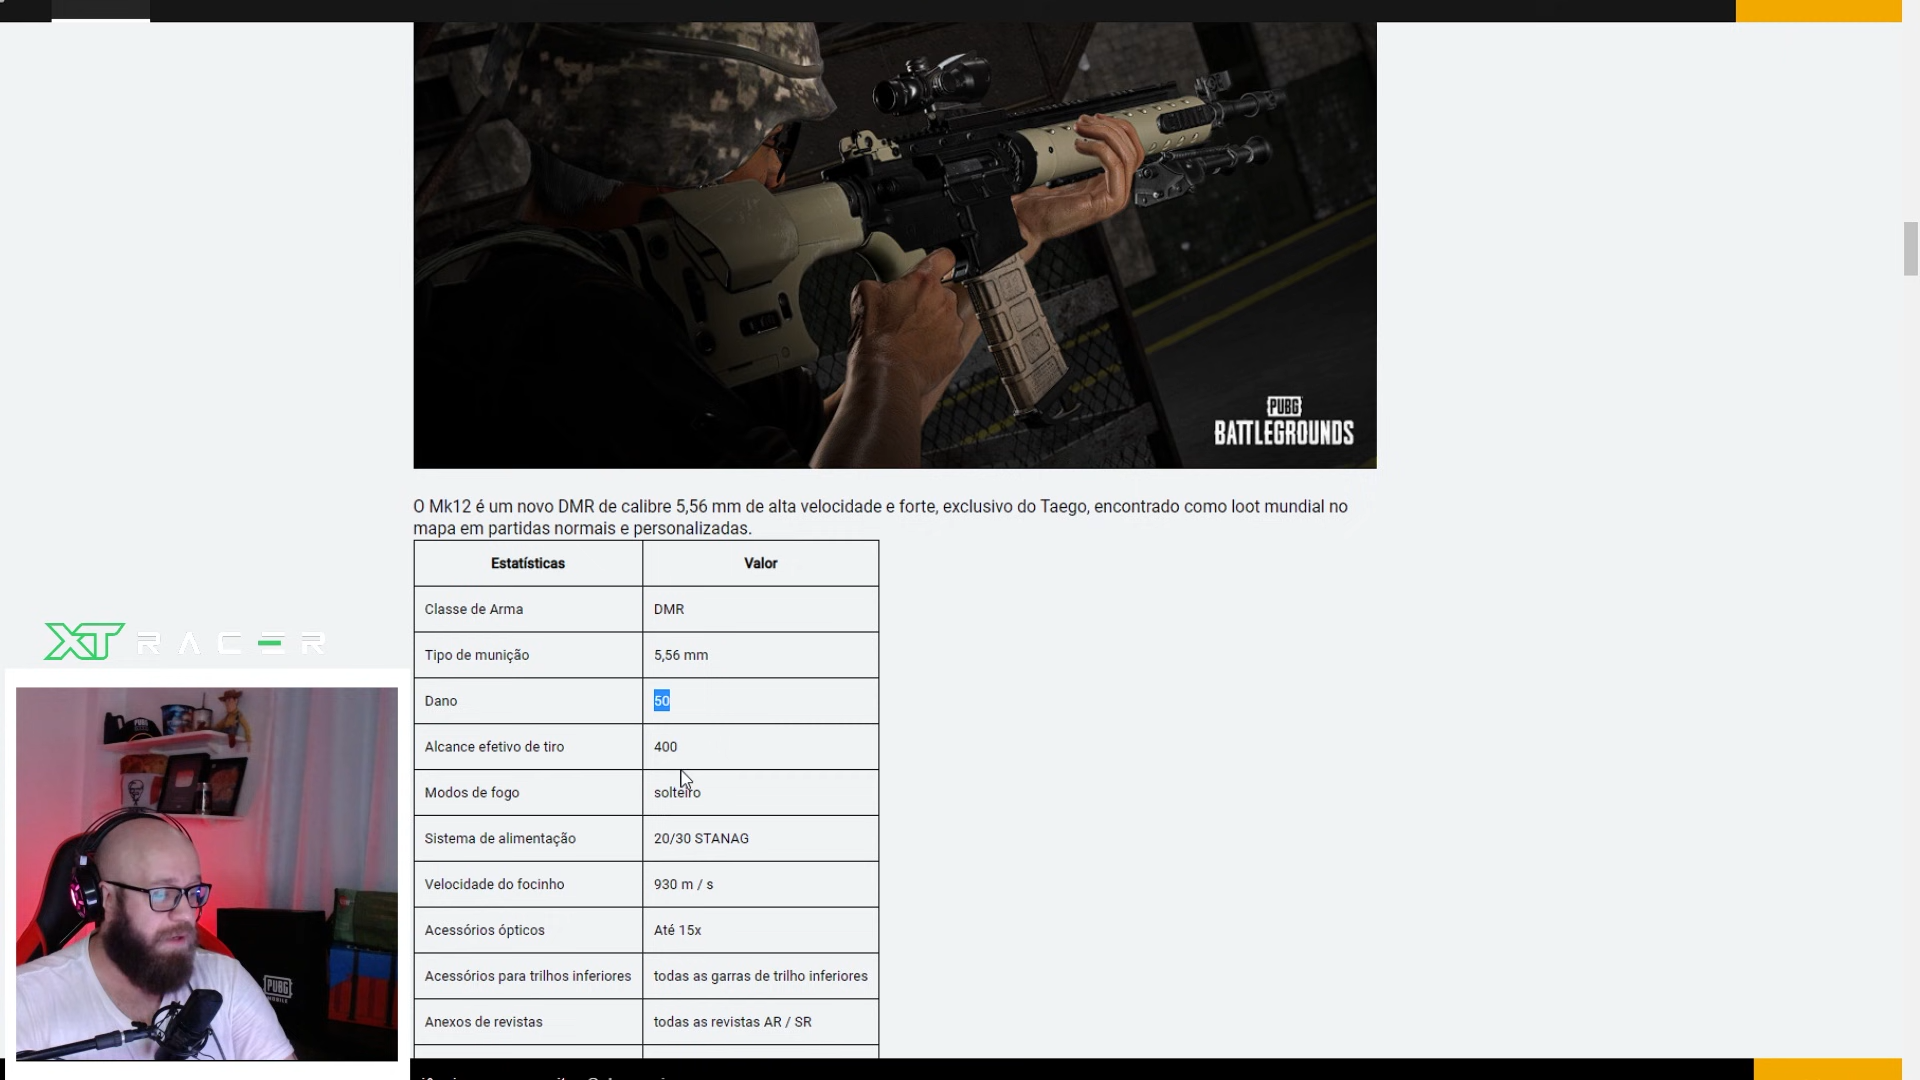 PUBG
BATTLEGROUNDS
O Mk12 é um novo DMR de calibre 5,56 mm de alta velocidade e forte, exclusivo do Taego, encontrado como loot mundial no
mapa em partidas normais e personalizadas.
Estatísticas Valor
Classe de Arma DMR
Tipo de munição 5,56 mm
Dano 50
Alcance efetivo de tiro 400
Modos de fogo solteiro
Sistema de alimentação 20/30 STANAG
Velocidade do focinho 930 m / s
Acessórios ópticos Até 15x
Acessórios para trilhos inferiores todas as garras de trilho inferiores
Anexos de revistas todas as revistas AR / SR
XT RACER
PUBG
MOBILE